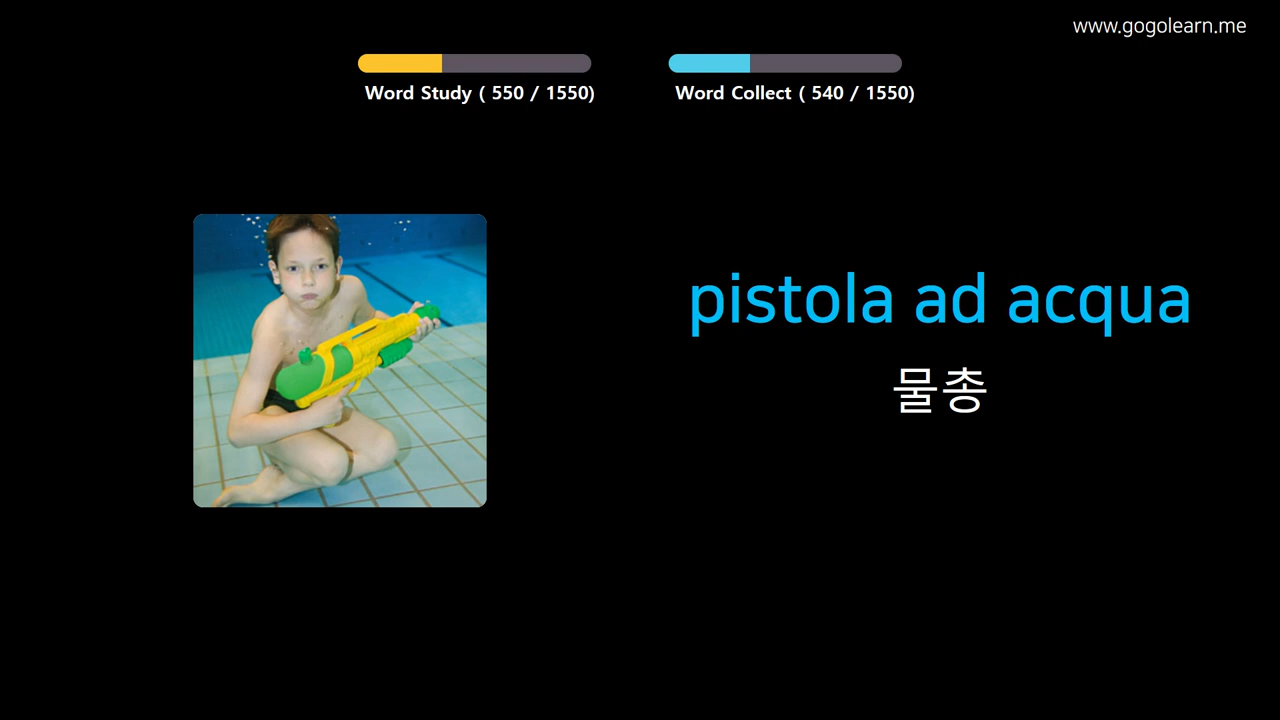 www.gogolearn.me
Word Study ( 550 / 1550)
Word Collect ( 540 / 1550)
pistola ad acqua
물총